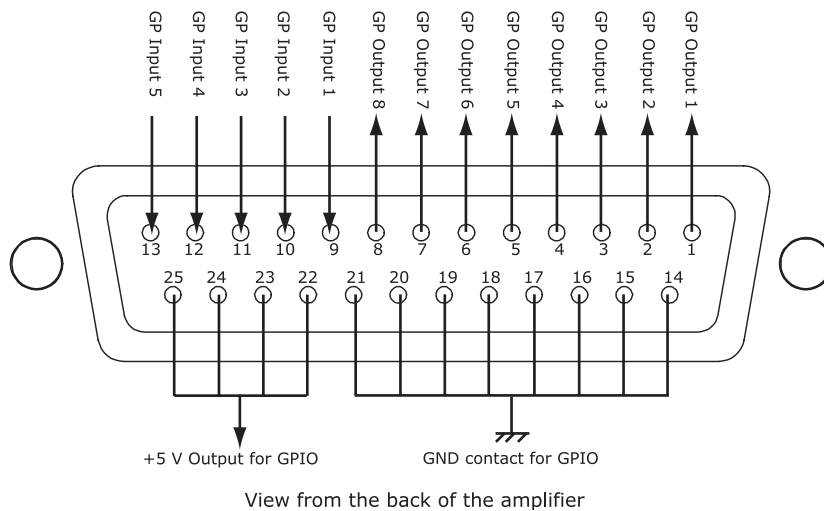 GP Input 5
GP Input 4
GP Input 3
GP Input 2
GP Input 1
GP Output 8
GP Output 7
GP Output 6
GP Output 5
GP Output 4
GP Output 3
GP Output 2
GP Output 1
13 12 11 10 9 8 7 6 5 4 3 2 1
25 24 23 22 21 20 19 18 17 16 15 14
+5 V Output for GPIO
GND contact for GPIO
View from the back of the amplifier